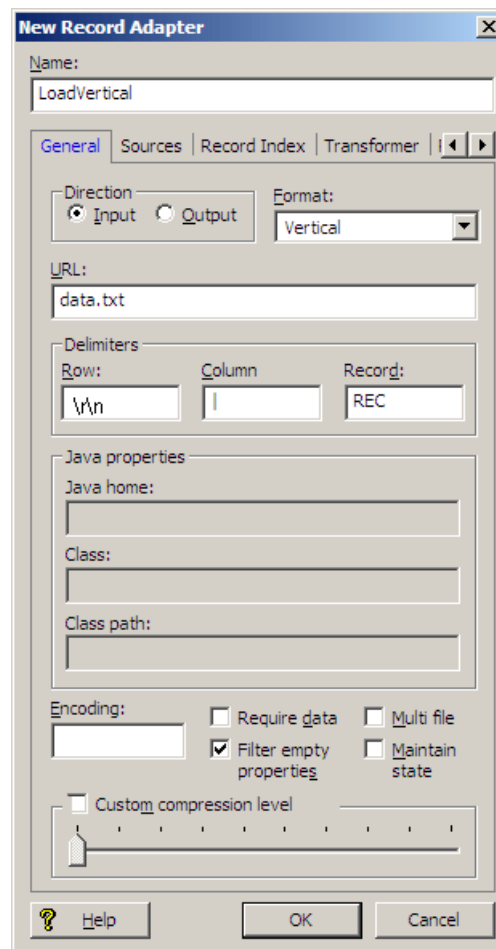 New Record Adapter
Name:
LoadVertical
General Sources Record Index Transformer
Direction
Input Output
Format:
Vertical
URL:
data.txt
Delimiters
Row: Column Record:
\r\n | REC
Java properties
Java home:
Class:
Class path:
Encoding:
Require data Multi file
Filter empty properties
Maintain state
Custom compression level
? Help OK Cancel